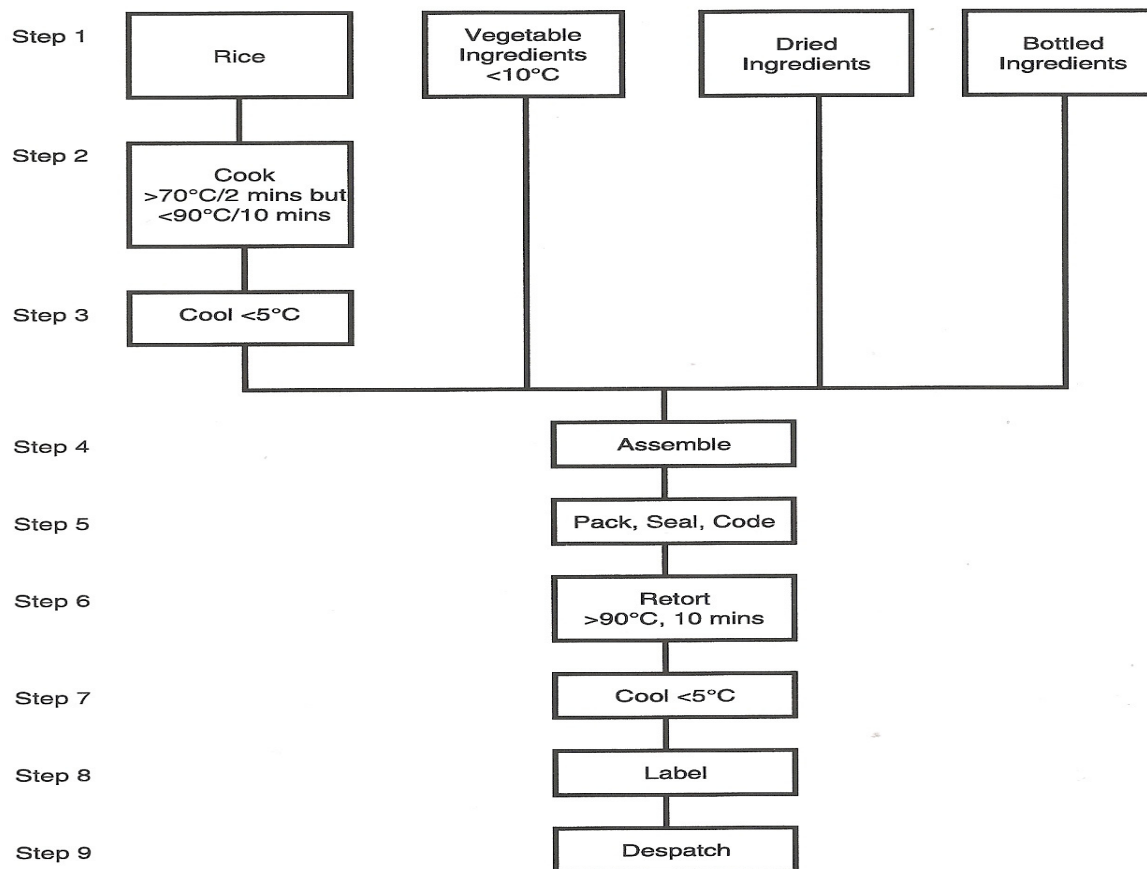 Step 1
Rice
Vegetable
Ingredients
<10°C
Dried
Ingredients
Bottled
Ingredients
Step 2
Cook
>70°C/2 mins but
<90°C/10 mins
Step 3
Cool <5°C
Step 4
Assemble
Step 5
Pack, Seal, Code
Step 6
Retort
>90°C, 10 mins
Step 7
Cool <5°C
Step 8
Label
Step 9
Despatch